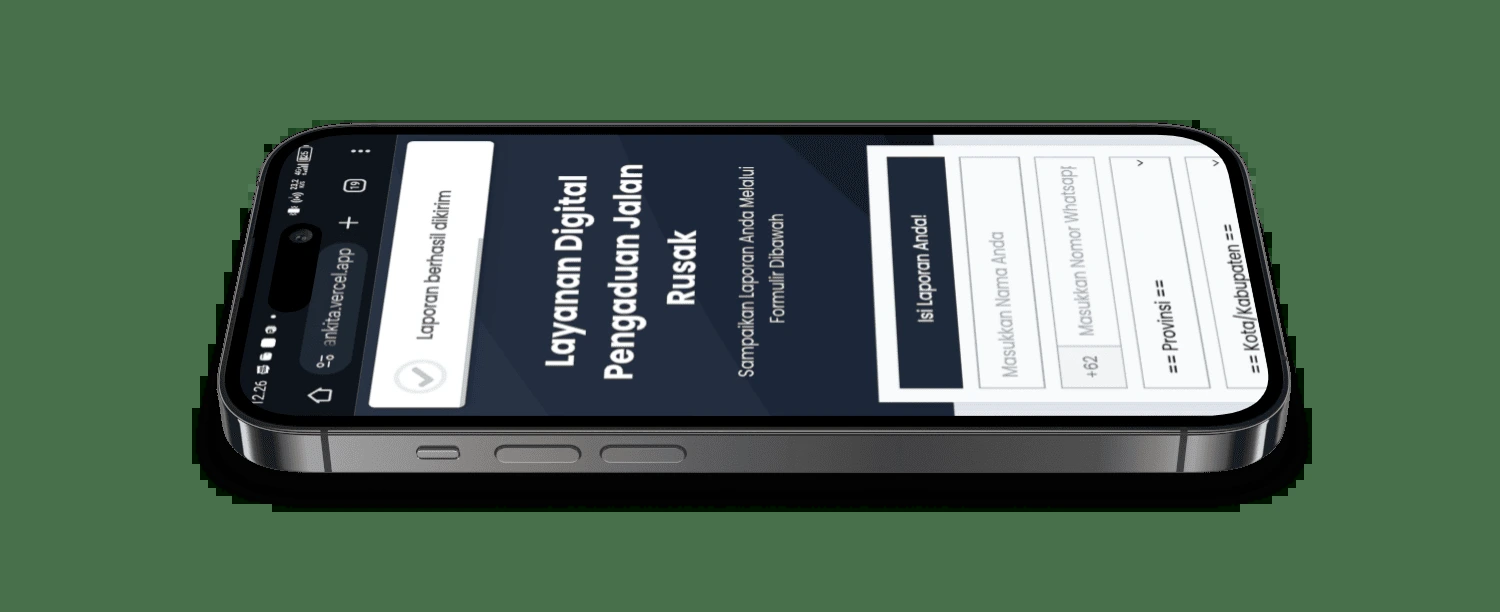 12.26
ankita.vercel.app
19
Laporan berhasil dikirim
Layanan Digital
Pengaduan Jalan
Rusak
Sampaikan Laporan Anda Melalui
Formulir Dibawah
Isi Laporan Anda!
Masukkan Nama Anda
+62 Masukkan Nomor Whatsapp
== Provinsi ==
== Kota/Kabupaten ==